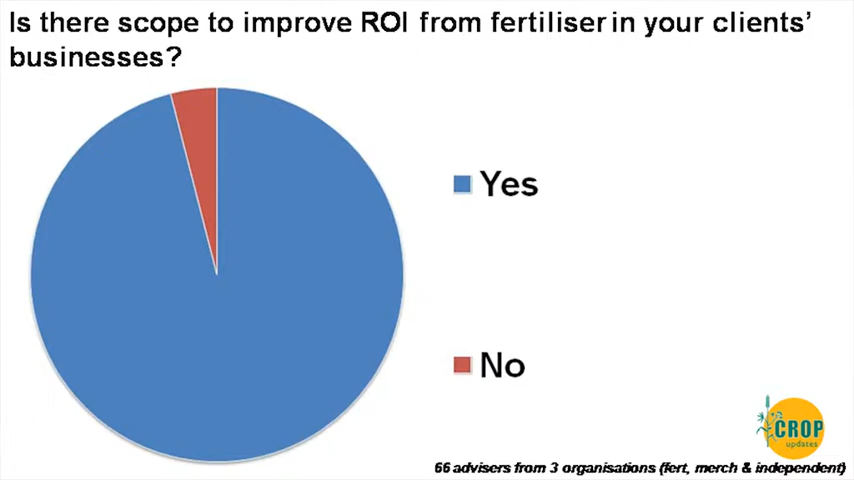 Is there scope to improve ROI from fertiliser in your clients’
businesses?
Yes
No
CROP
updates
66 advisers from 3 organisations (fert, merch & independent)